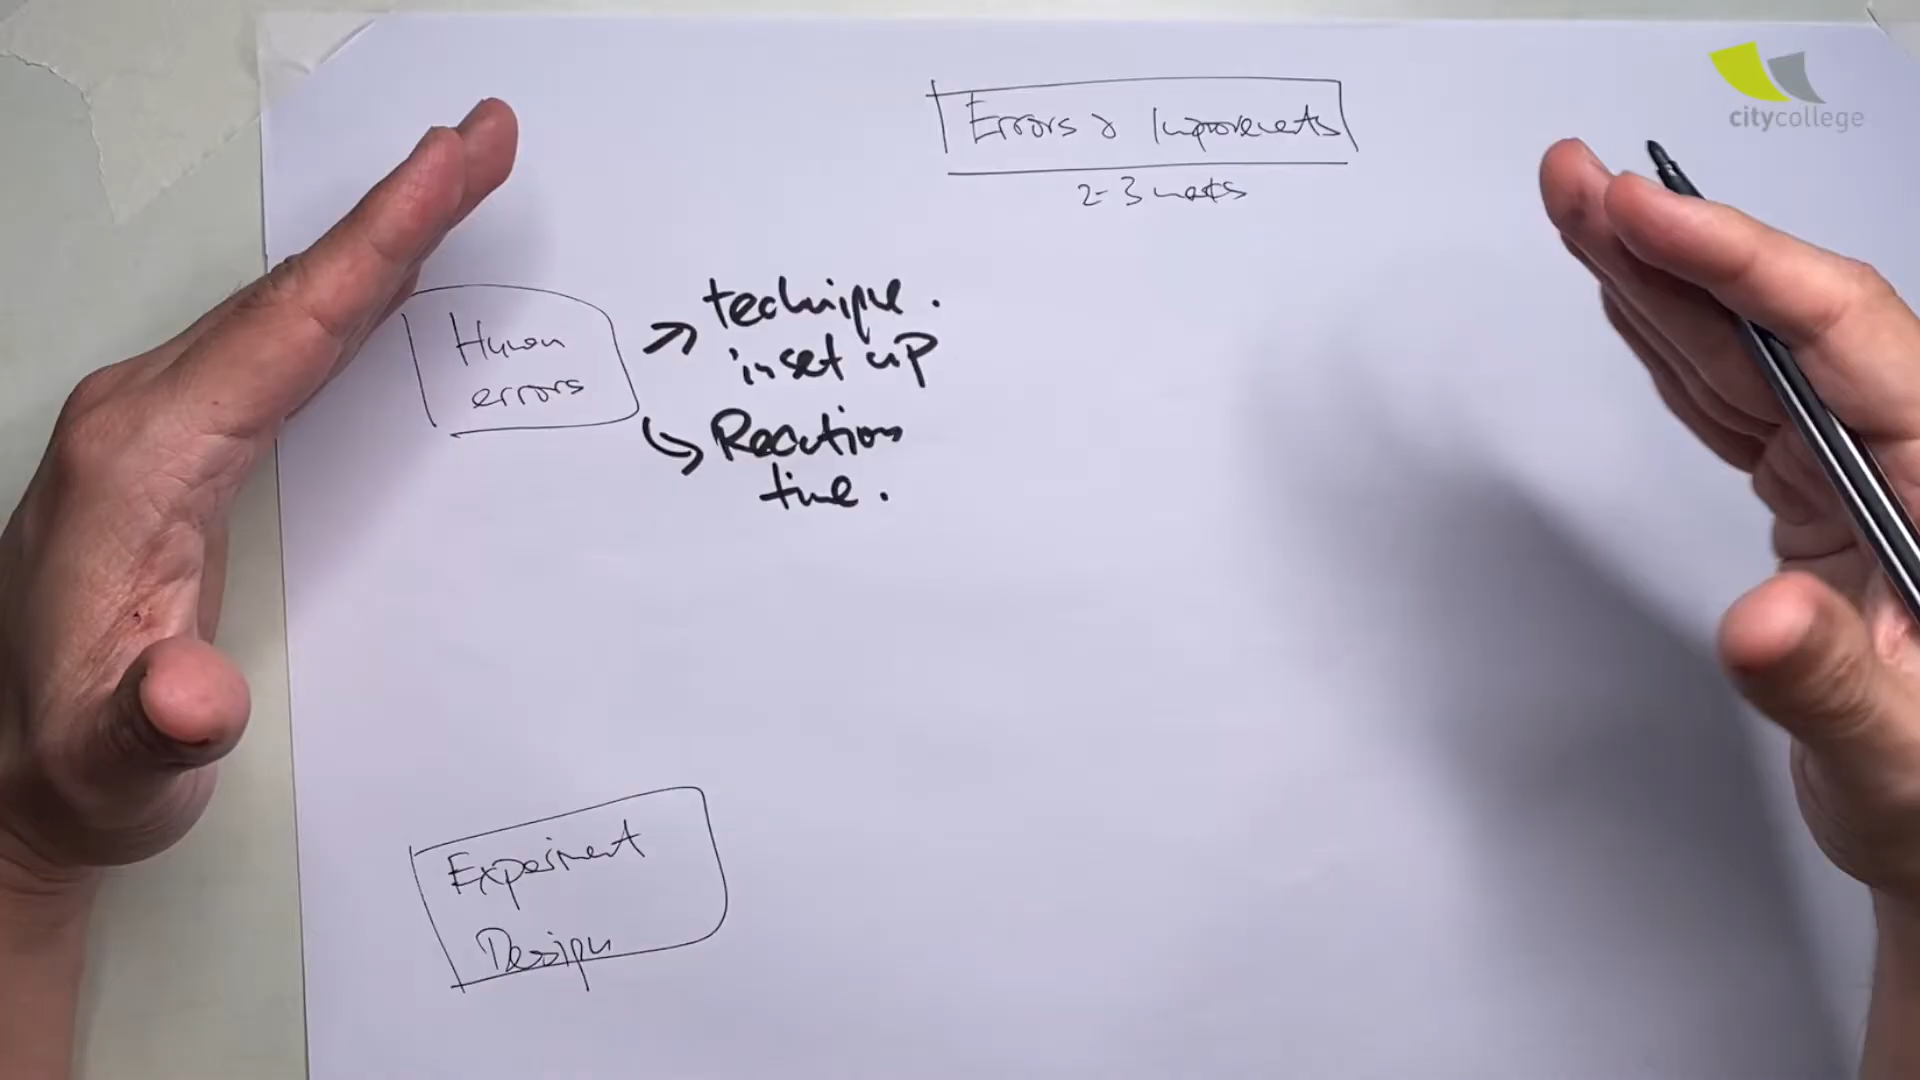 citycollege
Errors & Improvements
2-3 marks
Human
errors
technique.
in set up
Reaction
time.
Experiment
Design